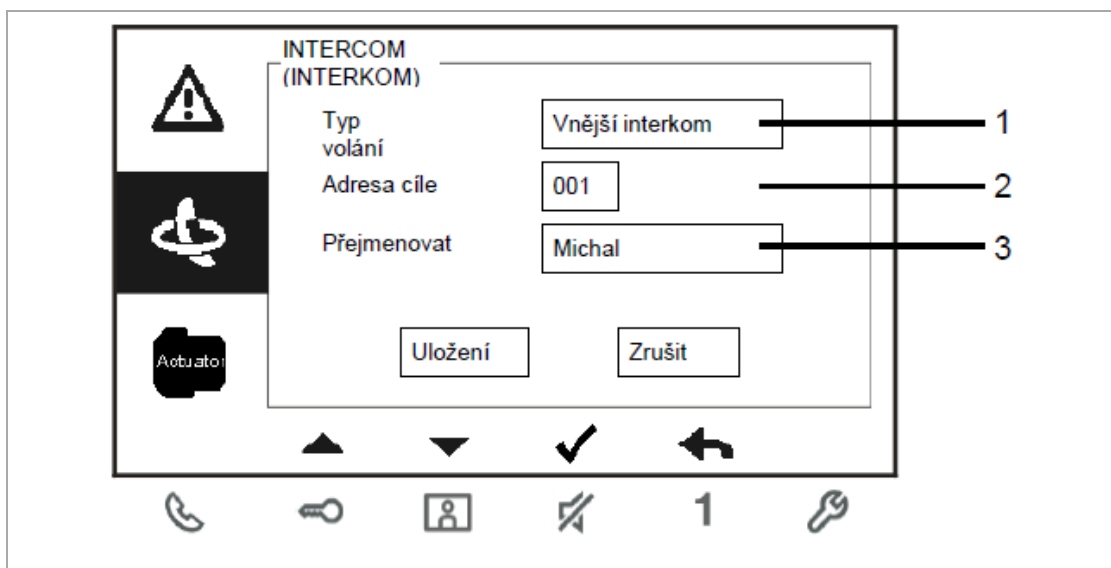 INTERCOM
(INTERKOM)
Typ
volání
Vnější interkom
1
Adresa cíle
001
2
Přejmenovat
Michal
3
Actuator
Uložení
Zrušit
1